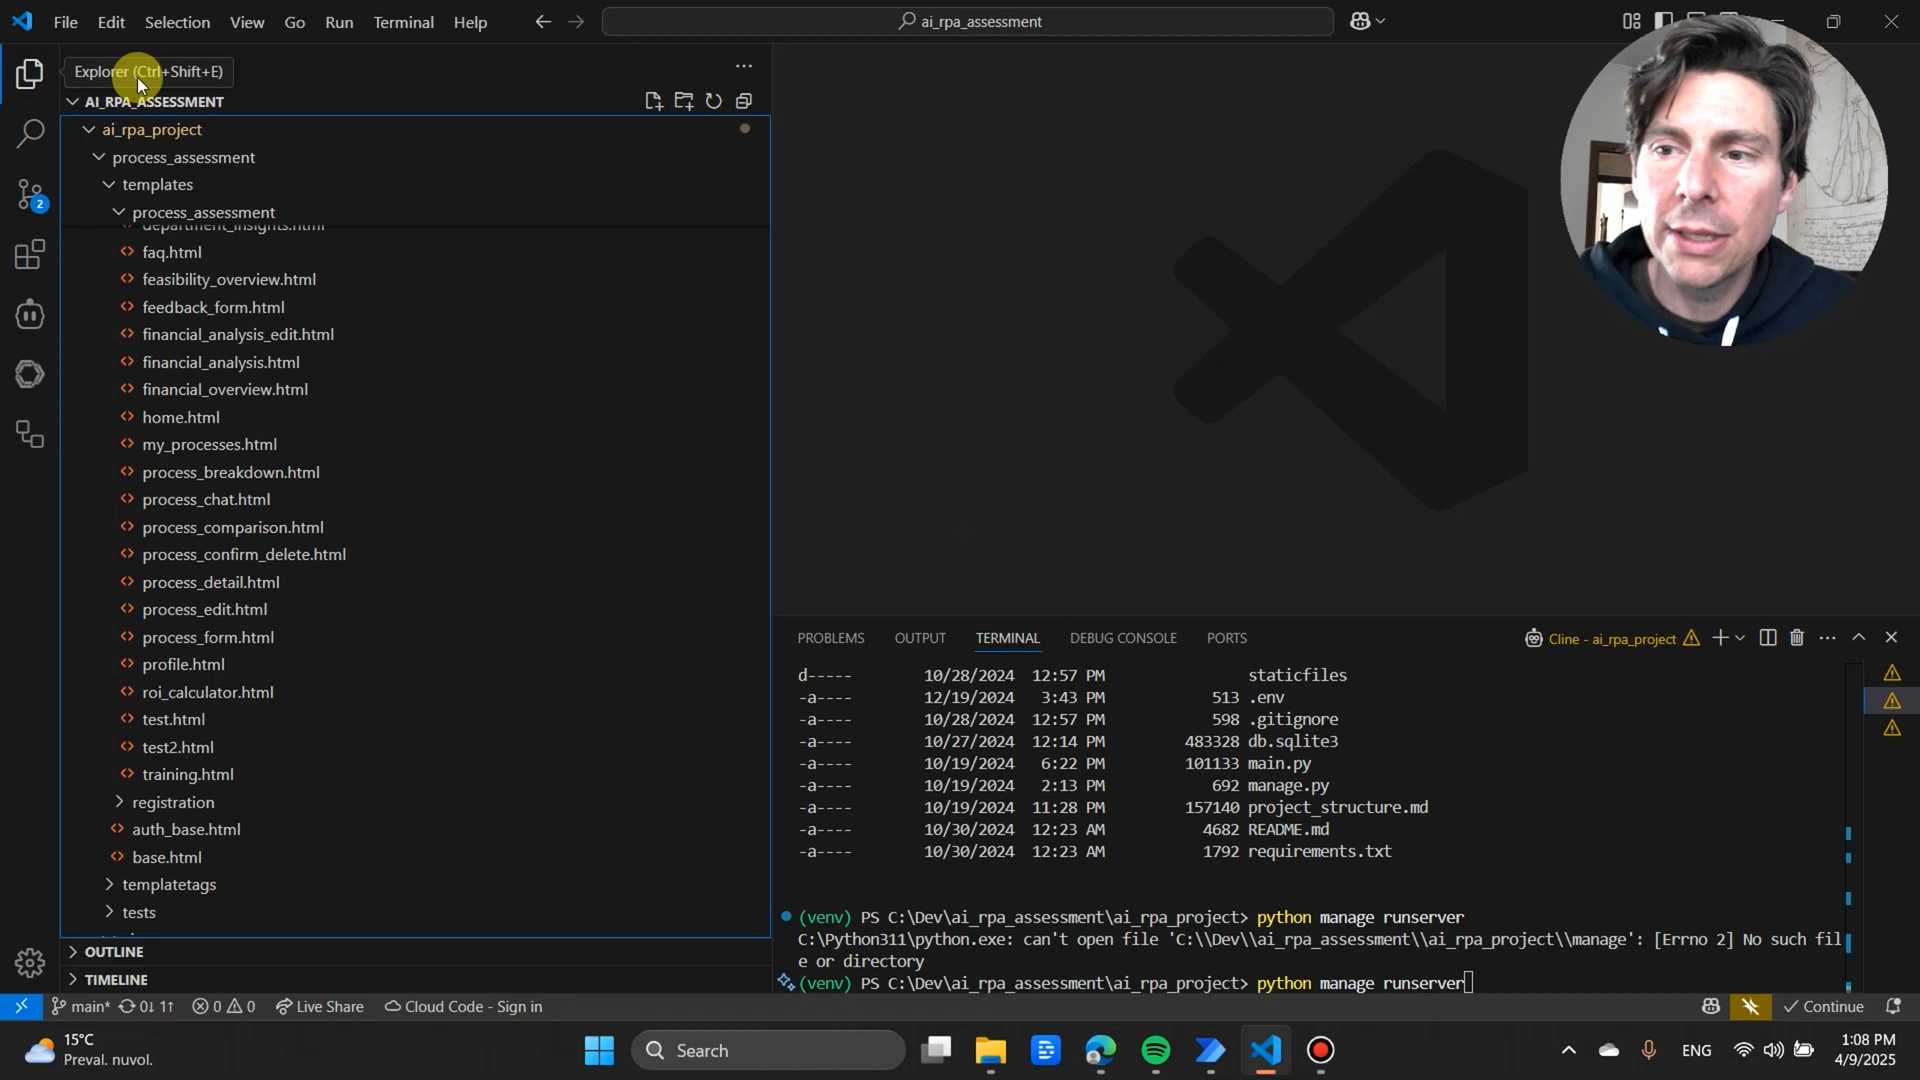 File Edit Selection View Go Run Terminal Help
ai_rpa_assessment
Explorer (Ctrl+Shift+E)
AI_RPA_ASSESSMENT
ai_rpa_project
process_assessment
templates
process_assessment
department_insights.html
faq.html
feasibility_overview.html
feedback_form.html
financial_analysis_edit.html
financial_analysis.html
financial_overview.html
home.html
my_processes.html
process_breakdown.html
process_chat.html
process_comparison.html
process_confirm_delete.html
process_detail.html
process_edit.html
process_form.html
profile.html
roi_calculator.html
test.html
test2.html
training.html
registration
auth_base.html
base.html
templatetags
tests
OUTLINE
TIMELINE
2
PROBLEMS OUTPUT TERMINAL DEBUG CONSOLE PORTS
Cline - ai_rpa_project
d----- 10/28/2024 12:57 PM staticfiles
-a---- 12/19/2024 3:43 PM 513 .env
-a---- 10/28/2024 12:57 PM 598 .gitignore
-a---- 10/27/2024 12:14 PM 483328 db.sqlite3
-a---- 10/19/2024 6:22 PM 101133 main.py
-a---- 10/19/2024 2:13 PM 692 manage.py
-a---- 10/19/2024 11:28 PM 157140 project_structure.md
-a---- 10/30/2024 12:23 AM 4682 README.md
-a---- 10/30/2024 12:23 AM 1792 requirements.txt
(venv) PS C:\Dev\ai_rpa_assessment\ai_rpa_project> python manage runserver
C:\Python311\python.exe: can't open file 'C:\\Dev\\ai_rpa_assessment\\ai_rpa_project\\manage': [Errno 2] No such fil
e or directory
(venv) PS C:\Dev\ai_rpa_assessment\ai_rpa_project> python manage runserver
main* 0↓ 1↑ 0 0 Live Share Cloud Code - Sign in
Continue
15°C
Preval. nuvol.
Search
ENG
1:08 PM
4/9/2025